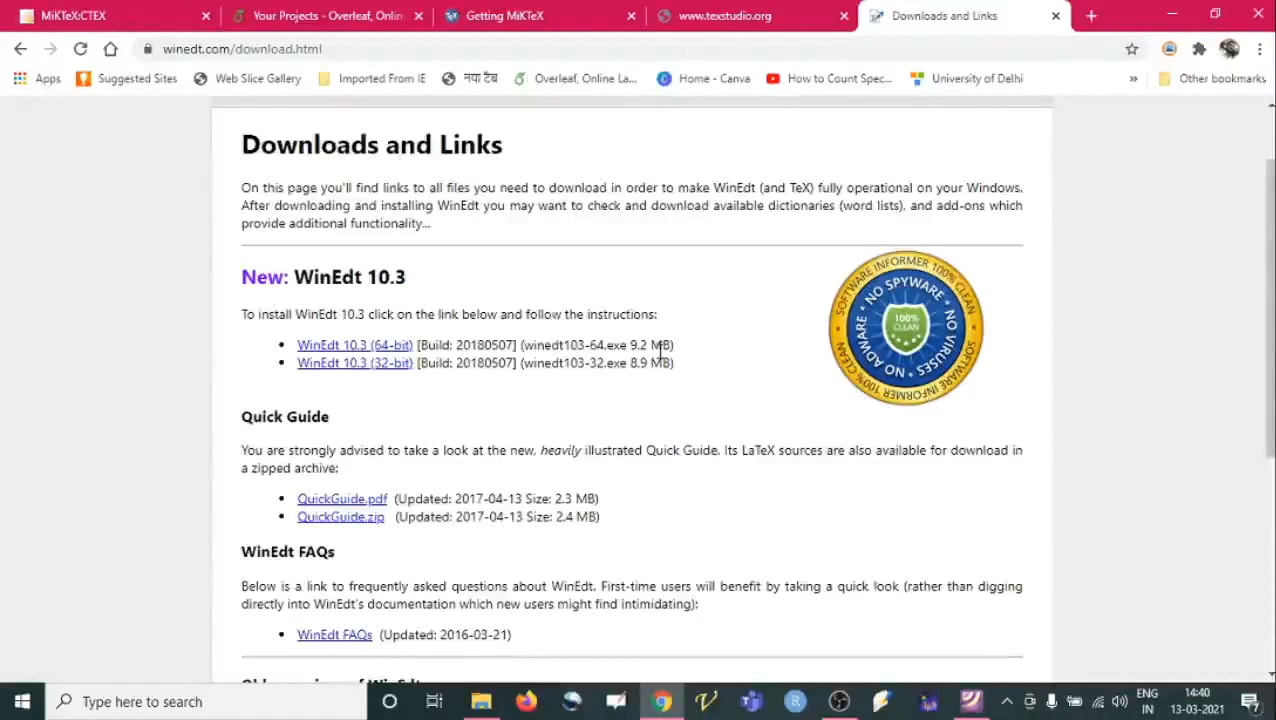 MiKTeX:CTEX
Your Projects - Overleaf, Onlin
Getting MiKTeX
www.texstudio.org
Downloads and Links
winedt.com/download.html
Apps
Suggested Sites
Web Slice Gallery
Imported From IE
नया टैब
Overleaf, Online La...
Home - Canva
How to Count Spec...
University of Delhi
»
Other bookmarks
Downloads and Links
On this page you'll find links to all files you need to download in order to make WinEdt (and TeX) fully operational on your Windows.
After downloading and installing WinEdt you may want to check and download available dictionaries (word lists), and add-ons which
provide additional functionality...
New: WinEdt 10.3
To install WinEdt 10.3 click on the link below and follow the instructions:
• WinEdt 10.3 (64-bit) [Build: 20180507] (winedt103-64.exe 9.2 MB)
• WinEdt 10.3 (32-bit) [Build: 20180507] (winedt103-32.exe 8.9 MB)
SOFTWARE INFORMER 100% CLEAN
SOFTWARE INFORMER 100% CLEAN
NO SPYWARE • NO VIRUSES • NO ADWARE
100%
CLEAN
Quick Guide
You are strongly advised to take a look at the new, heavily illustrated Quick Guide. Its LaTeX sources are also available for download in
a zipped archive:
• QuickGuide.pdf (Updated: 2017-04-13 Size: 2.3 MB)
• QuickGuide.zip (Updated: 2017-04-13 Size: 2.4 MB)
WinEdt FAQs
Below is a link to frequently asked questions about WinEdt. First-time users will benefit by taking a quick look (rather than digging
directly into WinEdt's documentation which new users might find intimidating):
• WinEdt FAQs (Updated: 2016-03-21)
Type here to search
ENG
IN
14:40
13-03-2021
7